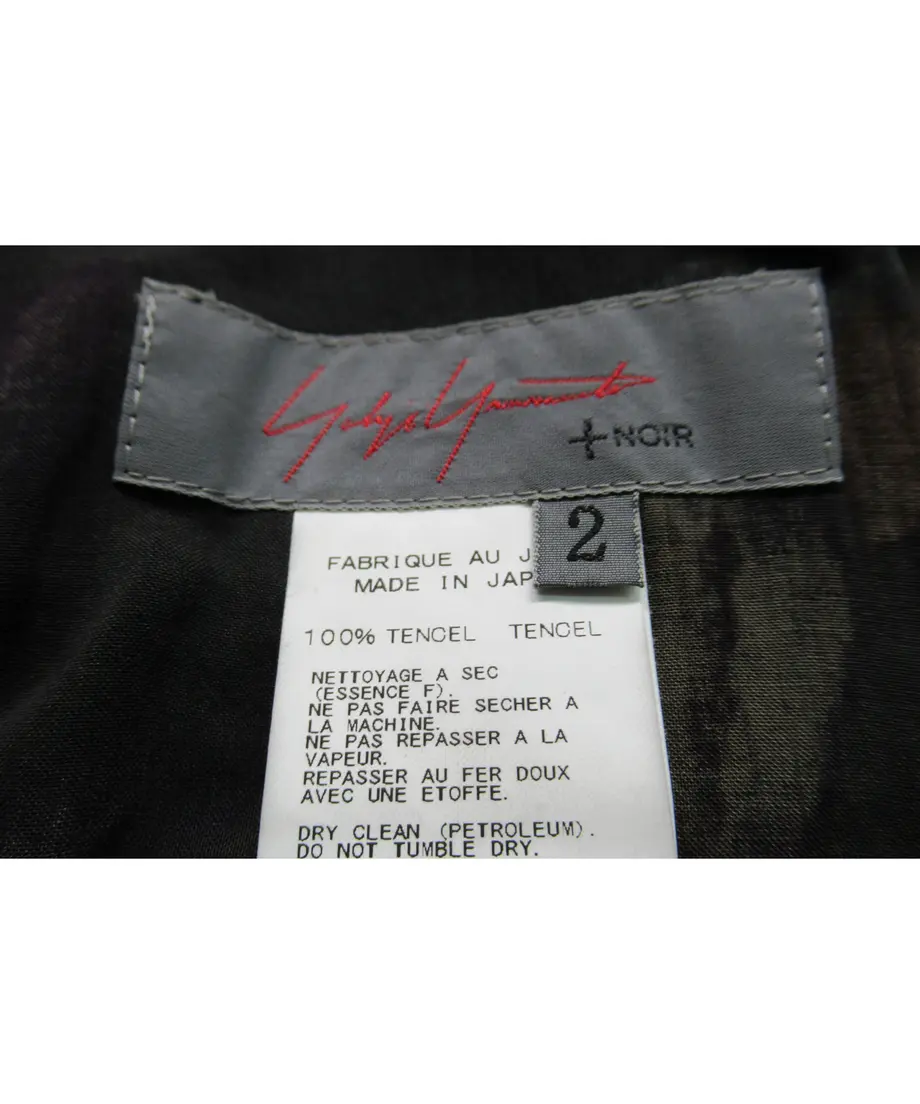 Yohji Yamamoto
+NOIR
2
FABRIQUE AU J
MADE IN JAP
100% TENCEL TENCEL
NETTOYAGE A SEC
(ESSENCE F).
NE PAS FAIRE SECHER A
LA MACHINE.
NE PAS REPASSER A LA
VAPEUR.
REPASSER AU FER DOUX
AVEC UNE ETOFFE.
DRY CLEAN (PETROLEUM).
DO NOT TUMBLE DRY.